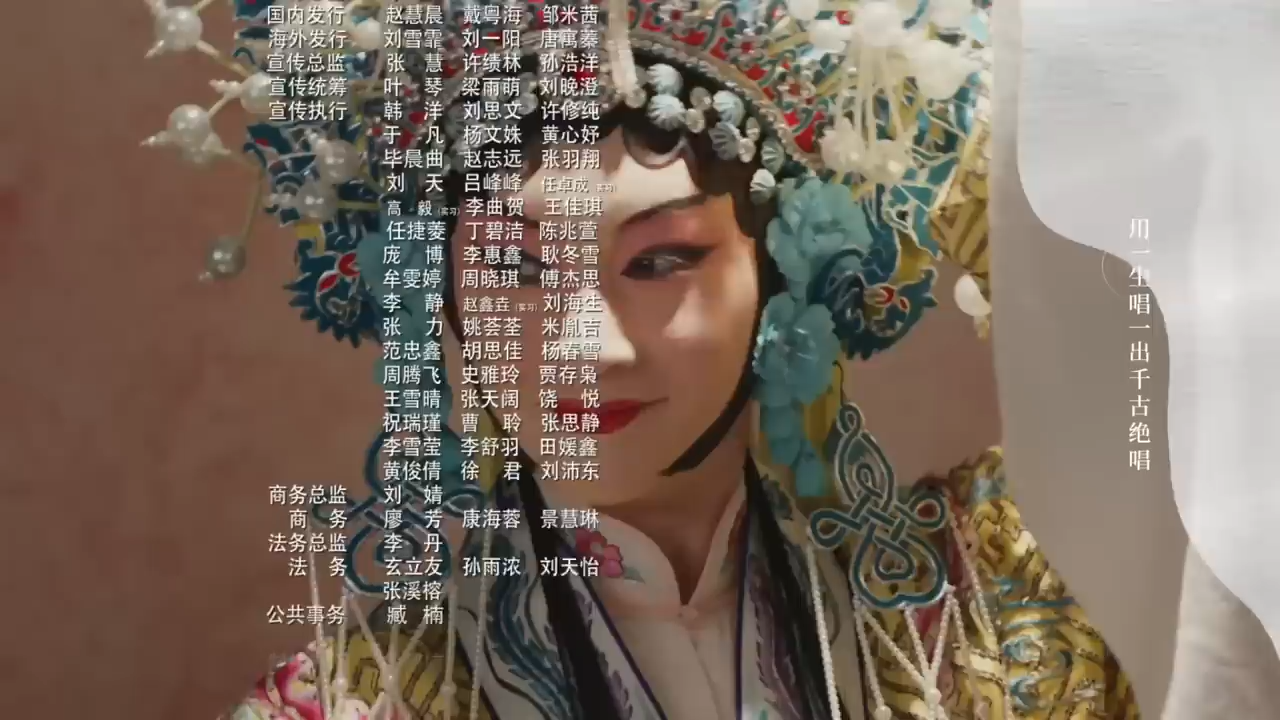 国内发行 赵慧晨 戴粤海 邹米茜
海外发行 刘雪霏 刘一阳 唐寓蓁
宣传总监 张 慧 许绩林 孙浩洋
宣传统筹 叶 琴 梁雨萌 刘晚澄
宣传执行 韩 洋 刘思文 许修纯
于 凡 杨文姝 黄心妤
毕晨曲 赵志远 张羽翔
刘 天 吕峰峰 任卓成（实习）
高 毅（实习） 李曲贺 王佳琪
任捷菱 丁碧洁 陈兆萱
庞 博 李惠鑫 耿冬雪
牟雯婷 周晓琪 傅杰思
李 静 赵鑫垚（实习） 刘海生
张 力 姚荟荃 米胤吉
范忠鑫 胡思佳 杨春雪
周腾飞 史雅玲 贾存枭
王雪晴 张天阔 饶 悦
祝瑞瑾 曹 聆 张思静
李雪莹 李舒羽 田媛鑫
黄俊倩 徐 君 刘沛东
商务总监 刘 婧
商 务 廖 芳 康海蓉 景慧琳
法务总监 李 丹
法 务 玄立友 孙雨浓 刘天怡
张溪榕
公共事务 臧 楠
用一生唱一出千古绝唱